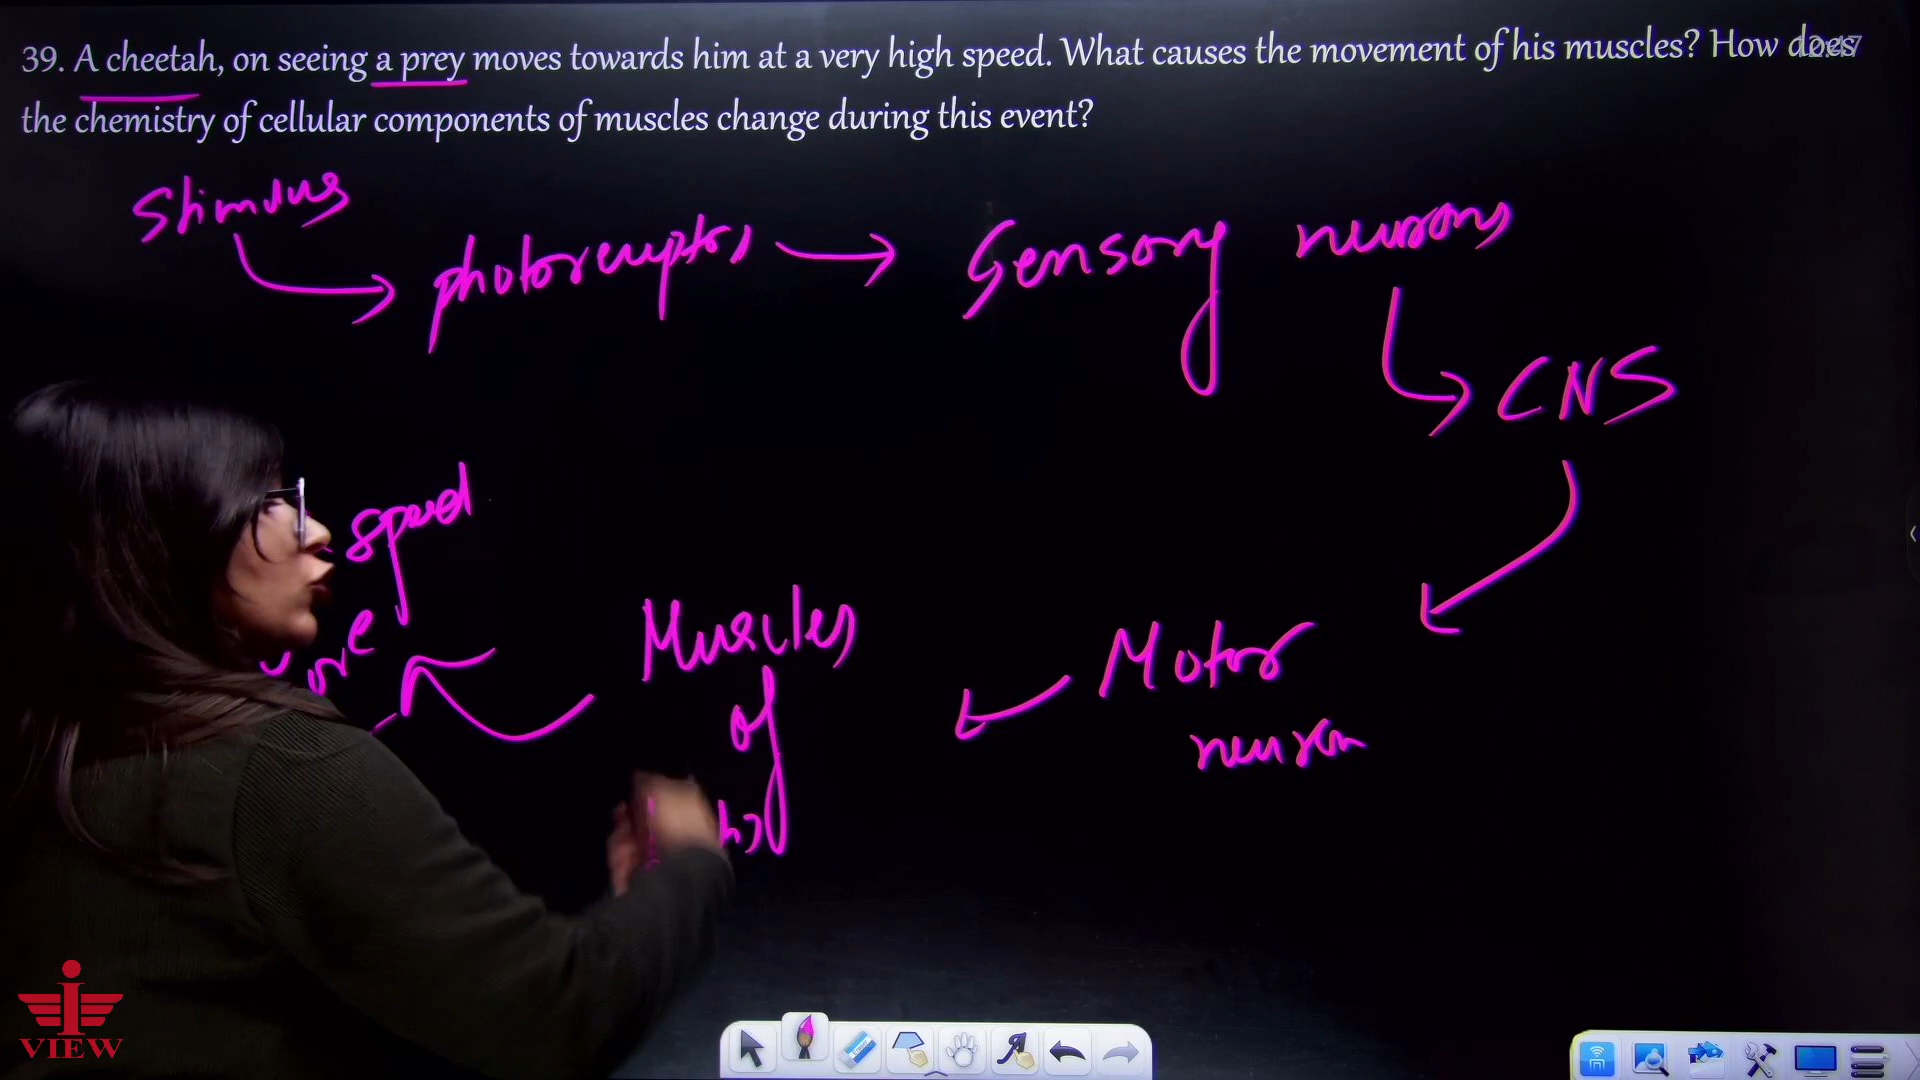 39. A cheetah, on seeing a prey moves towards him at a very high speed. What causes the movement of his muscles? How does
12:47
the chemistry of cellular components of muscles change during this event?
Stimulus
photoreceptors
Sensory neurons
CNS
speed
Muscles
of
Motor
neuron
VIEW